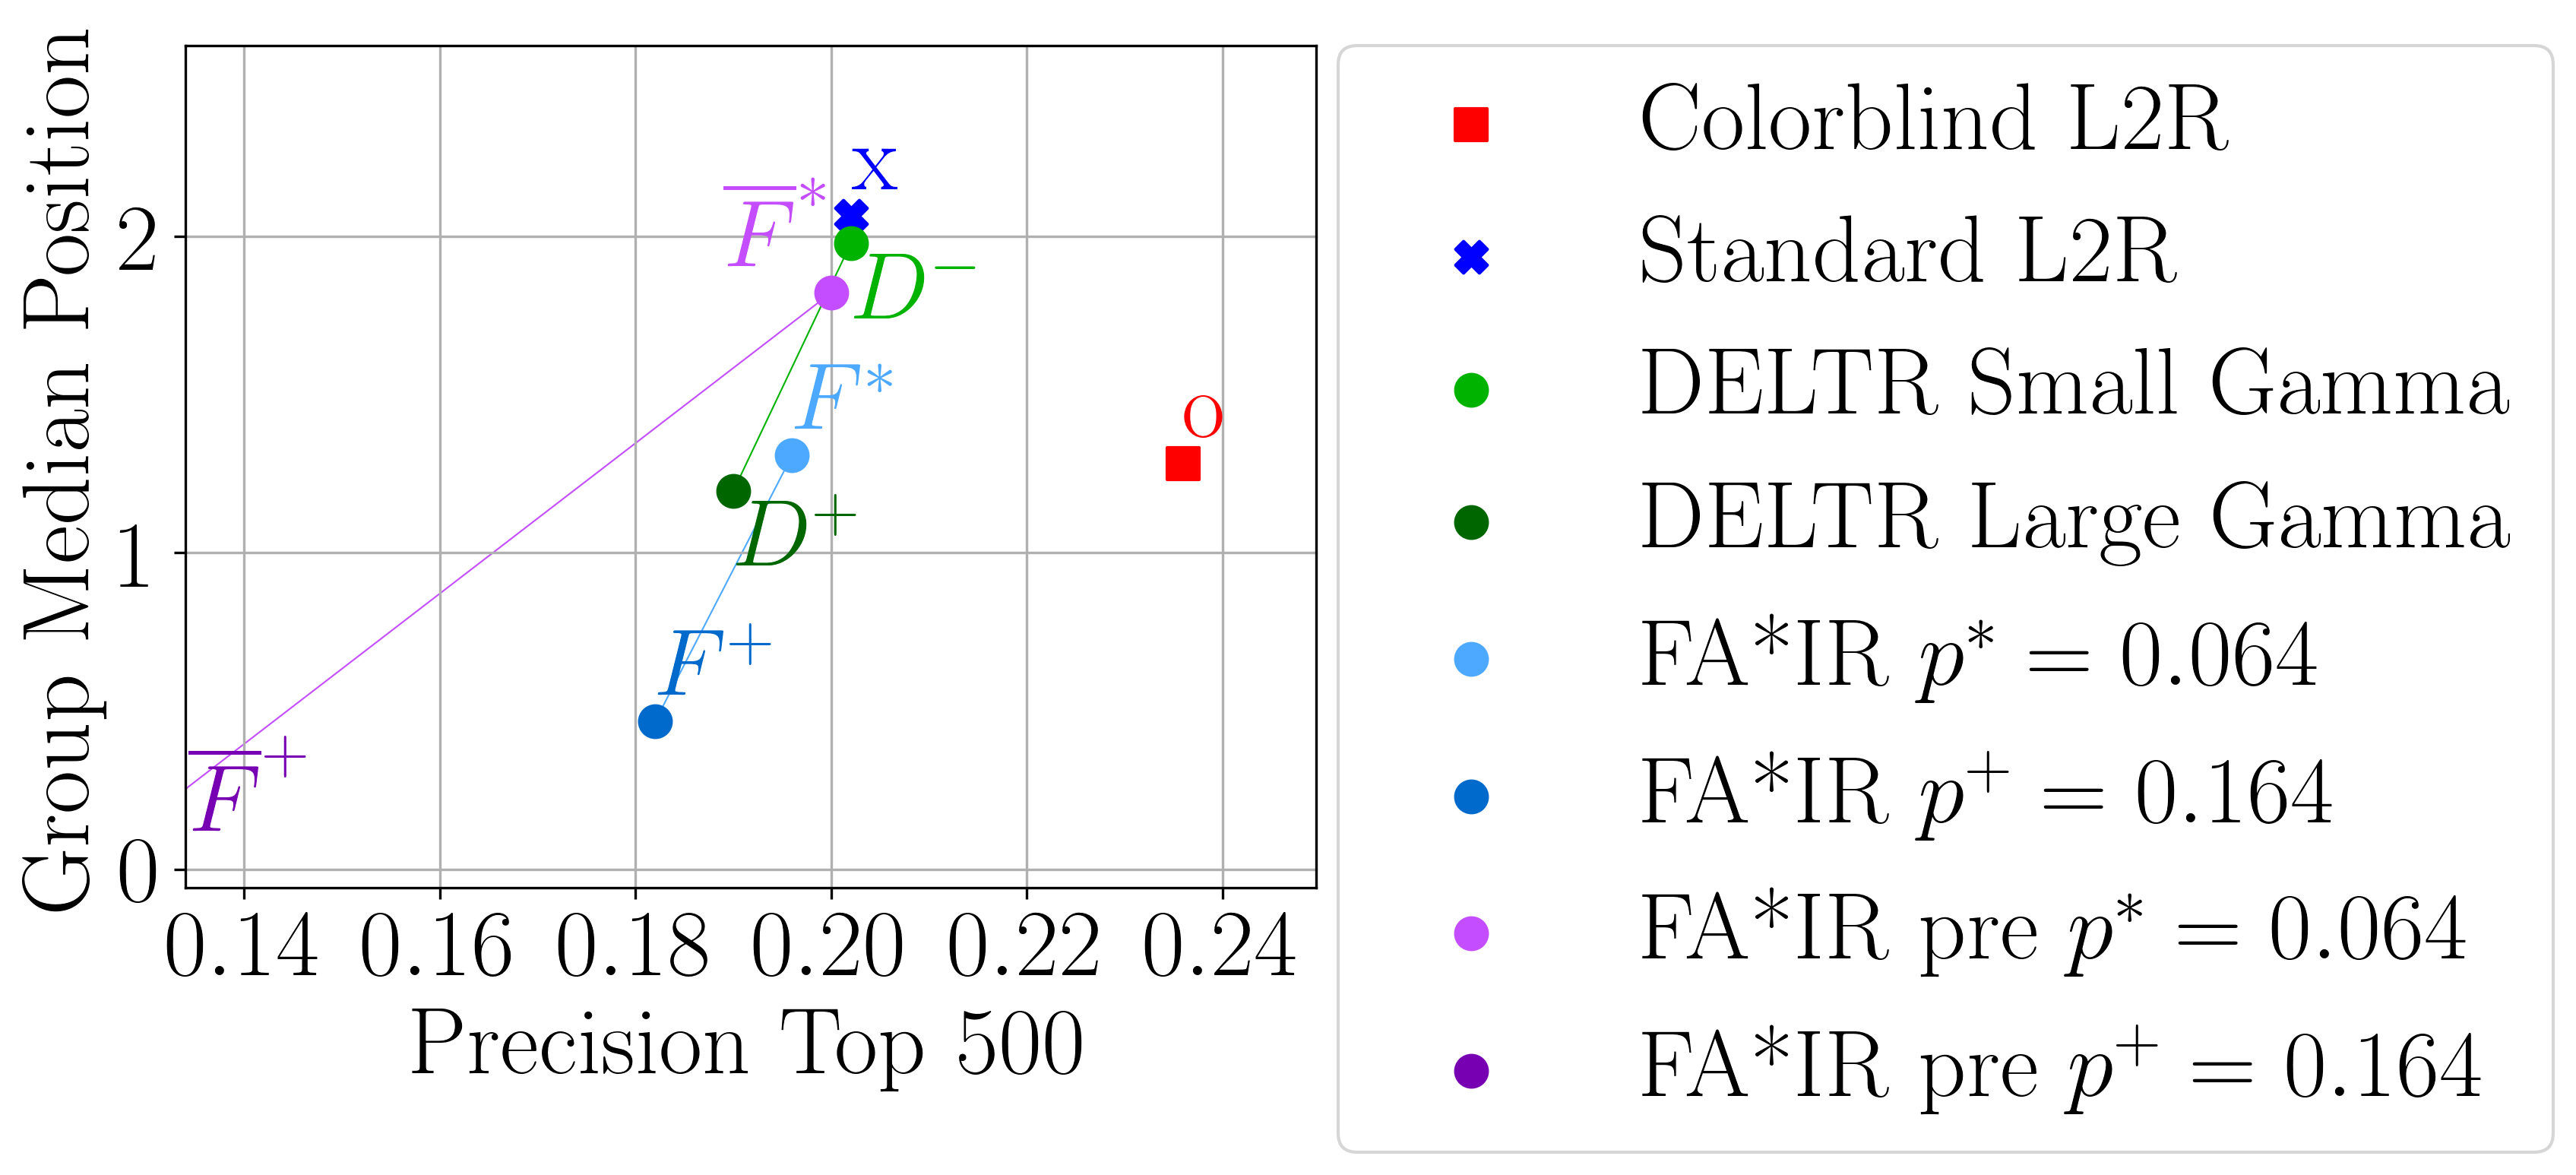 Group Median Position
2
1
0
0.14 0.16 0.18 0.20 0.22 0.24
Precision Top 500
X
F̅*
D⁻
F*
O
D⁺
F⁺
F̅⁺
Colorblind L2R
Standard L2R
DELTR Small Gamma
DELTR Large Gamma
FA*IR p* = 0.064
FA*IR p⁺ = 0.164
FA*IR pre p* = 0.064
FA*IR pre p⁺ = 0.164